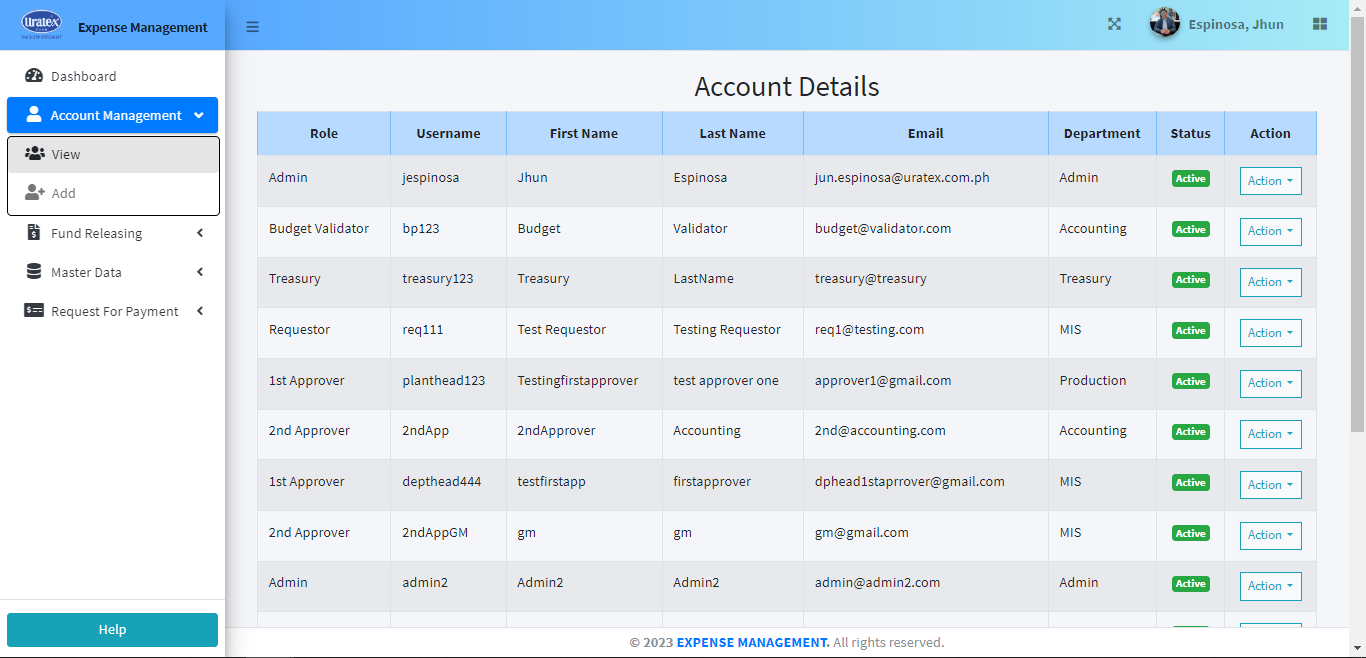 uratex
Expense Management
Espinosa, Jhun
Dashboard
Account Management
View
Add
Fund Releasing
Master Data
Request For Payment
Help
Account Details
Role Username First Name Last Name Email Department Status Action
Admin jespinosa Jhun Espinosa jun.espinosa@uratex.com.ph Admin Active Action
Budget Validator bp123 Budget Validator budget@validator.com Accounting Active Action
Treasury treasury123 Treasury LastName treasury@treasury Treasury Active Action
Requestor req111 Test Requestor Testing Requestor req1@testing.com MIS Active Action
1st Approver planthead123 Testingfirstapprover test approver one approver1@gmail.com Production Active Action
2nd Approver 2ndApp 2ndApprover Accounting 2nd@accounting.com Accounting Active Action
1st Approver depthead444 testfirstapp firstapprover dphead1staprrover@gmail.com MIS Active Action
2nd Approver 2ndAppGM gm gm gm@gmail.com MIS Active Action
Admin admin2 Admin2 Admin2 admin@admin2.com Admin Active Action
© 2023 EXPENSE MANAGEMENT. All rights reserved.